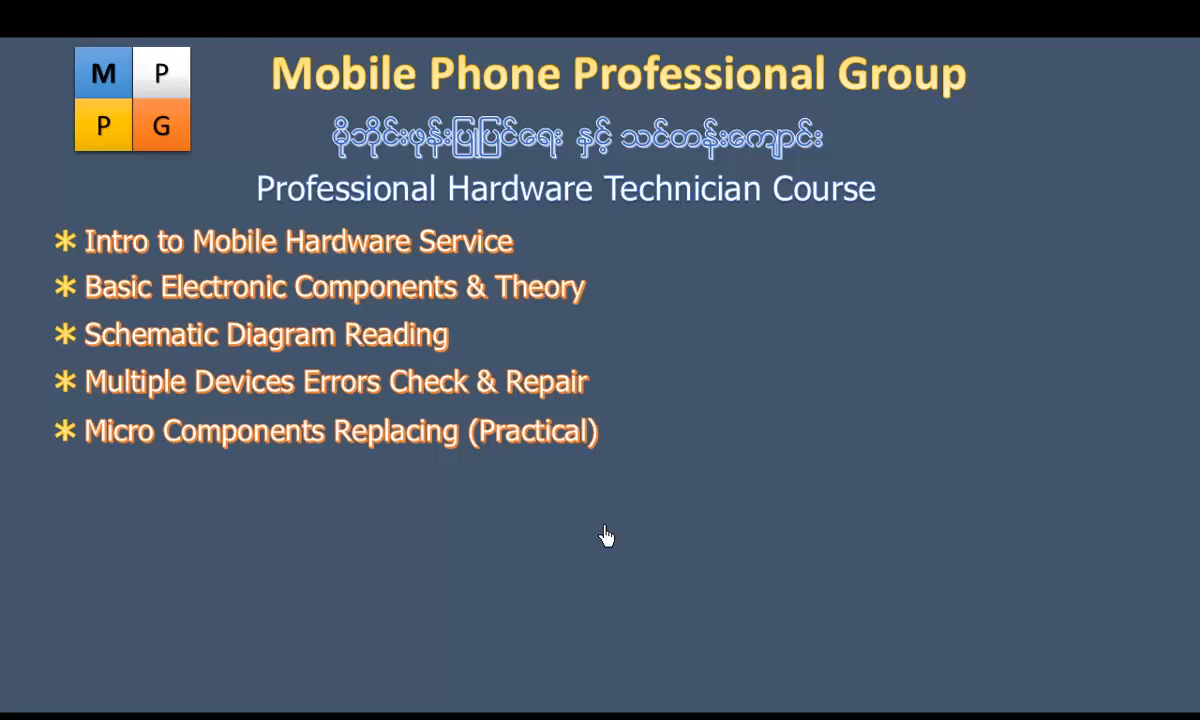 M P
P G
Mobile Phone Professional Group
မိုဘိုင်းဖုန်းပြုပြင်ရေး နှင့် သင်တန်းကျောင်း
Professional Hardware Technician Course
* Intro to Mobile Hardware Service
* Basic Electronic Components & Theory
* Schematic Diagram Reading
* Multiple Devices Errors Check & Repair
* Micro Components Replacing (Practical)